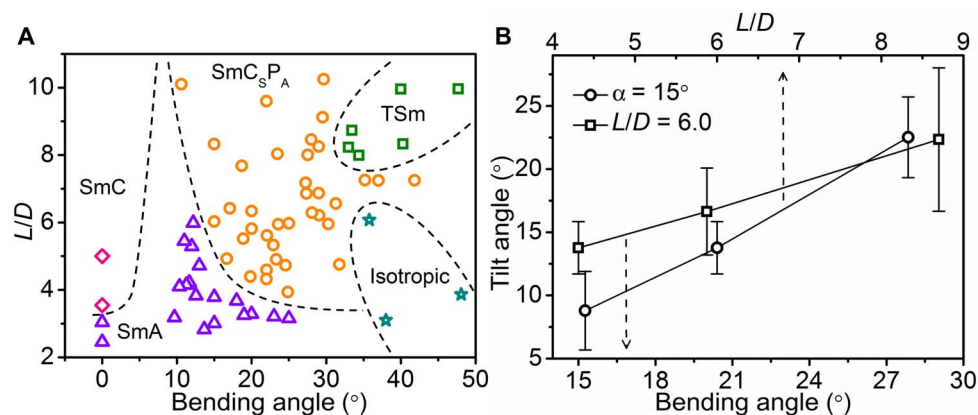 A
SmC_SP_A
TSm
SmC
Isotropic
SmA
L/D
10
8
6
4
2
0 10 20 30 40 50
Bending angle (°)
B
L/D
4 5 6 7 8 9
α = 15°
L/D = 6.0
Tilt angle (°)
25
20
15
10
5
15 18 21 24 27 30
Bending angle (°)